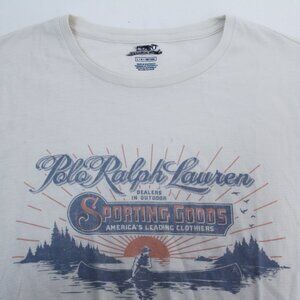 Polo Ralph Lauren
DEALERS
IN OUTDOOR
SPORTING GOODS
AMERICA'S LEADING CLOTHIERS